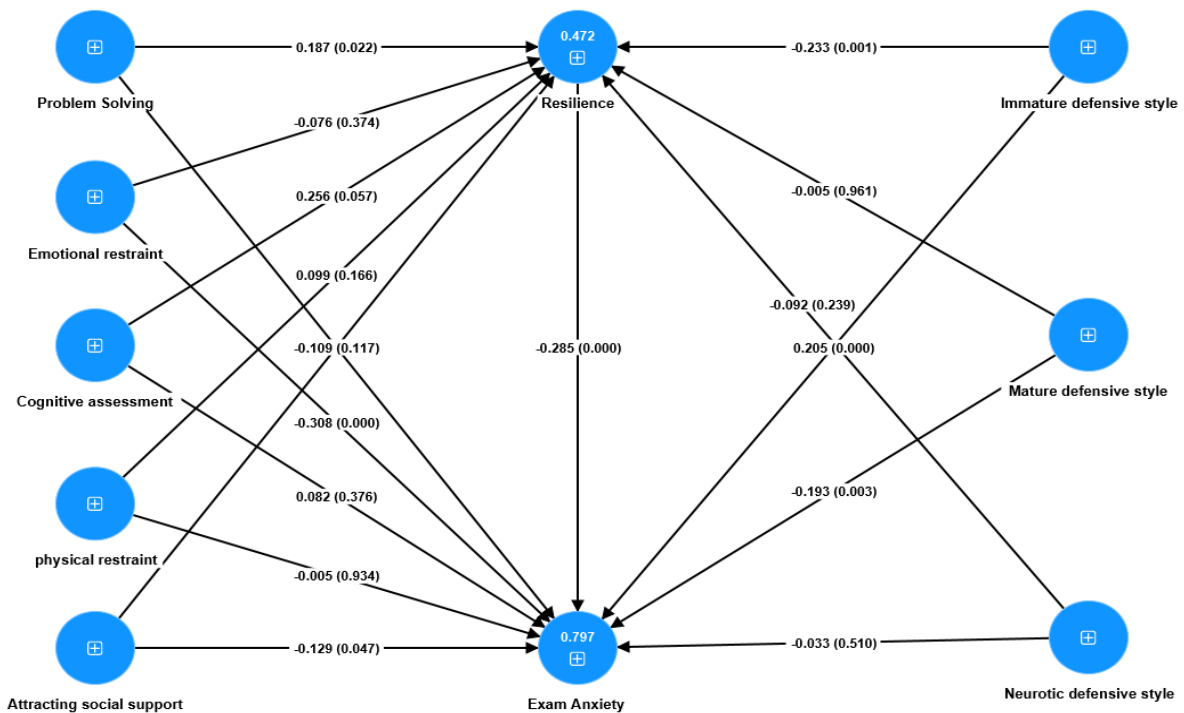 0.472
0.187 (0.022)
-0.233 (0.001)
Problem Solving
Resilience
Immature defensive style
-0.076 (0.374)
-0.005 (0.961)
0.256 (0.057)
Emotional restraint
0.099 (0.166)
-0.092 (0.239)
-0.109 (0.117)
-0.285 (0.000)
0.205 (0.000)
Cognitive assessment
Mature defensive style
-0.308 (0.000)
0.082 (0.376)
-0.193 (0.003)
physical restraint
-0.005 (0.934)
0.797
-0.129 (0.047)
-0.033 (0.510)
Attracting social support
Exam Anxiety
Neurotic defensive style